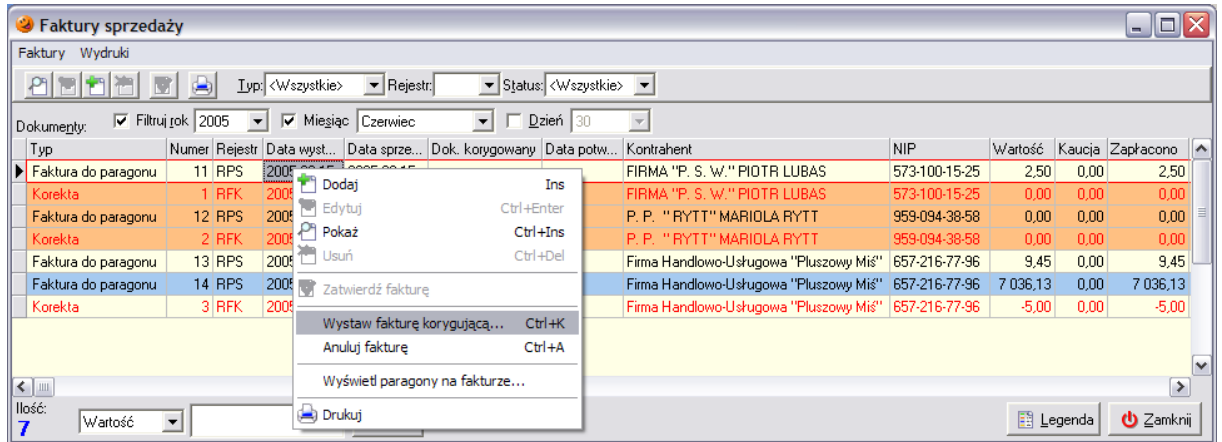 Faktury sprzedaży
Faktury Wydruki
Typ: <Wszystkie> Rejestr: Status: <Wszystkie>
Dokumenty: Filtruj rok 2005 Miesiąc Czerwiec Dzień 30
Typ Numer Rejestr Data wyst... Data sprze... Dok. korygowany Data potw... Kontrahent NIP Wartość Kaucja Zapłacono
Faktura do paragonu 11 RPS FIRMA "P. S. W." PIOTR LUBAS 573-100-15-25 2,50 0,00 2,50
Korekta 1 RFK 2005 FIRMA "P. S. W." PIOTR LUBAS 573-100-15-25 0,00 0,00 0,00
Faktura do paragonu 12 RPS 2005 P. P. "RYTT" MARIOLA RYTT 959-094-38-58 0,00 0,00 0,00
Korekta 2 RFK 2005 P. P. "RYTT" MARIOLA RYTT 959-094-38-58 0,00 0,00 0,00
Faktura do paragonu 13 RPS 2005 Firma Handlowo-Usługowa "Pluszowy Miś" 657-216-77-96 9,45 0,00 9,45
Faktura do paragonu 14 RPS 2005 Firma Handlowo-Usługowa "Pluszowy Miś" 657-216-77-96 7 036,13 0,00 7 036,13
Korekta 3 RFK 2005 Firma Handlowo-Usługowa "Pluszowy Miś" 657-216-77-96 -5,00 0,00 -5,00
Dodaj Ins
Edytuj Ctrl+Enter
Pokaż Ctrl+Ins
Usuń Ctrl+Del
Zatwierdź fakturę
Wystaw fakturę korygującą... Ctrl+K
Anuluj fakturę Ctrl+A
Wyświetl paragony na fakturze...
Drukuj
Ilość:
7 Wartość Legenda Zamknij